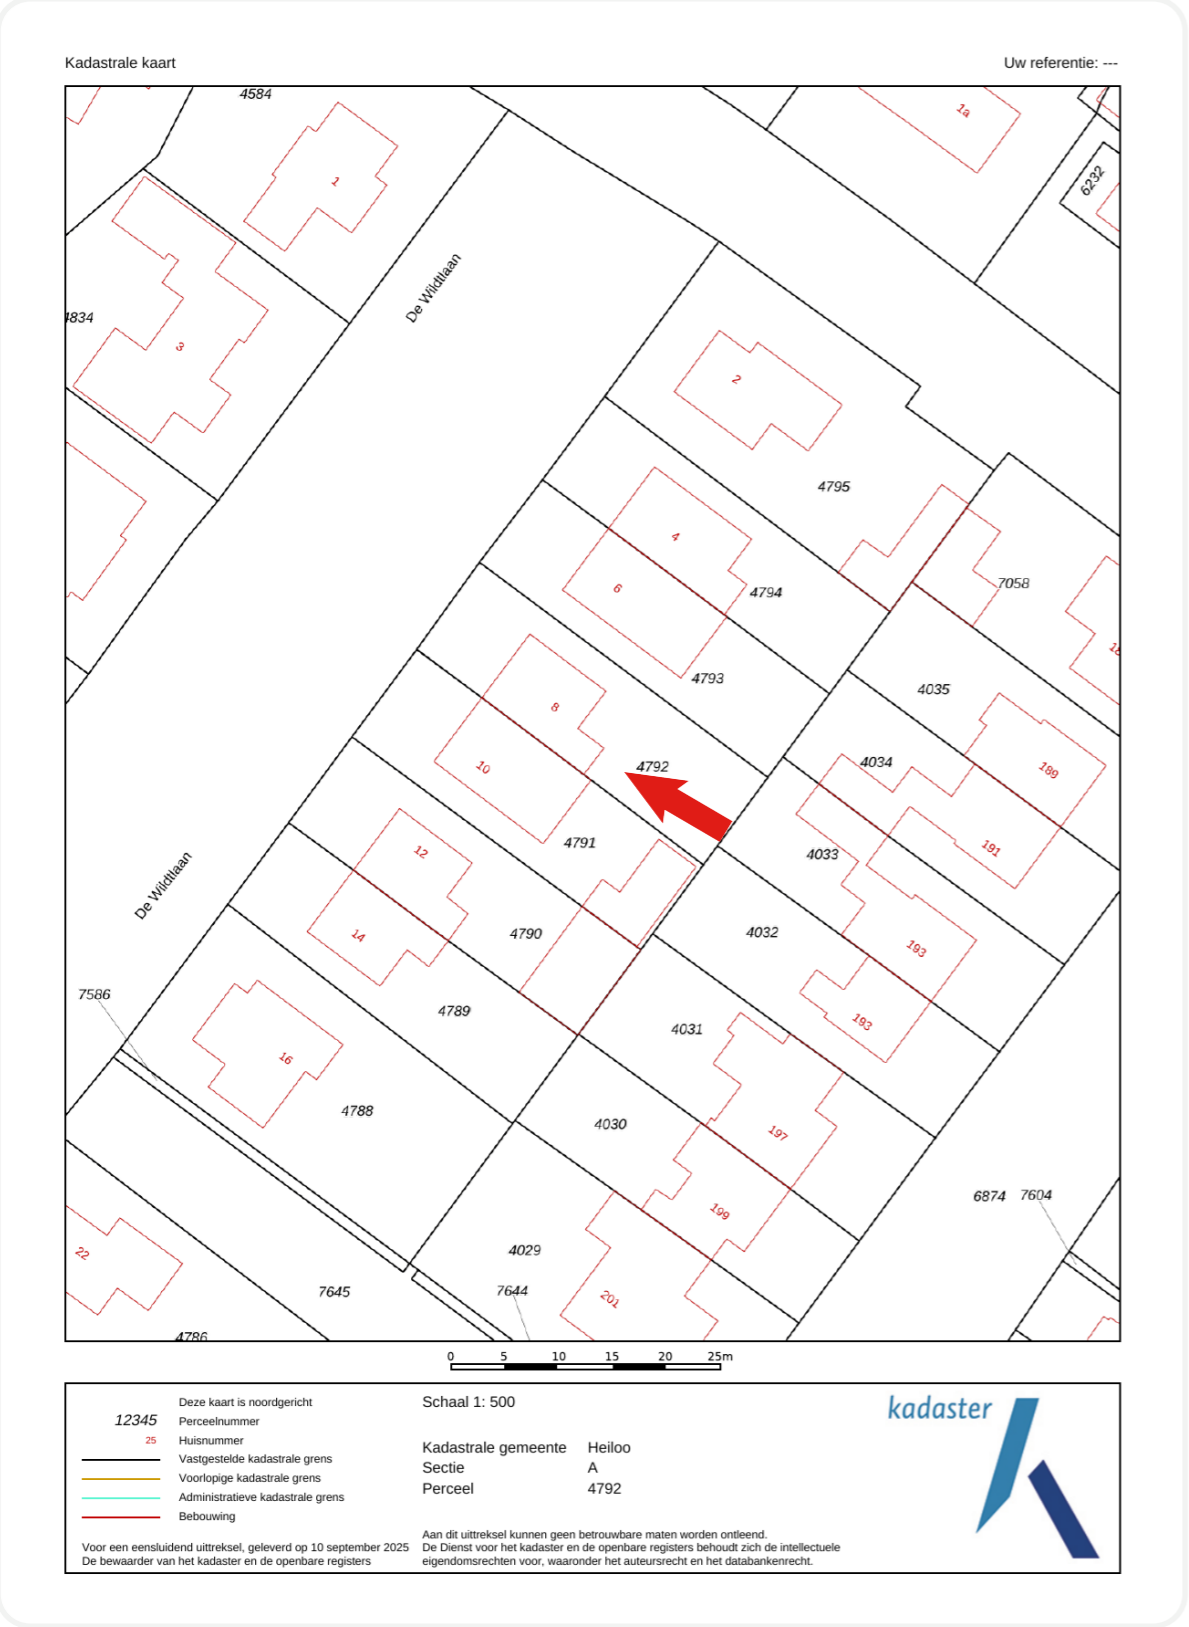 Kadastrale kaart
Uw referentie: ---
4584
1a
6232
1
De Wildtlaan
4834
3
2
4795
4
7058
4794
6
18
4793
4035
8
4792
4034
189
10
4791
12
4033
191
De Wildtlaan
14
4790
4032
193
7586
4789
4031
193
16
4788
4030
197
6874
7604
199
22
4029
7645
7644
201
4786
0 5 10 15 20 25m
Deze kaart is noordgericht
12345 Perceelnummer
25 Huisnummer
Vastgestelde kadastrale grens
Voorlopige kadastrale grens
Administratieve kadastrale grens
Bebouwing
Voor een eensluidend uittreksel, geleverd op 10 september 2025
De bewaarder van het kadaster en de openbare registers
Schaal 1: 500
Kadastrale gemeente Heiloo
Sectie A
Perceel 4792
Aan dit uittreksel kunnen geen betrouwbare maten worden ontleend.
De Dienst voor het kadaster en de openbare registers behoudt zich de intellectuele
eigendomsrechten voor, waaronder het auteursrecht en het databankenrecht.
kadaster